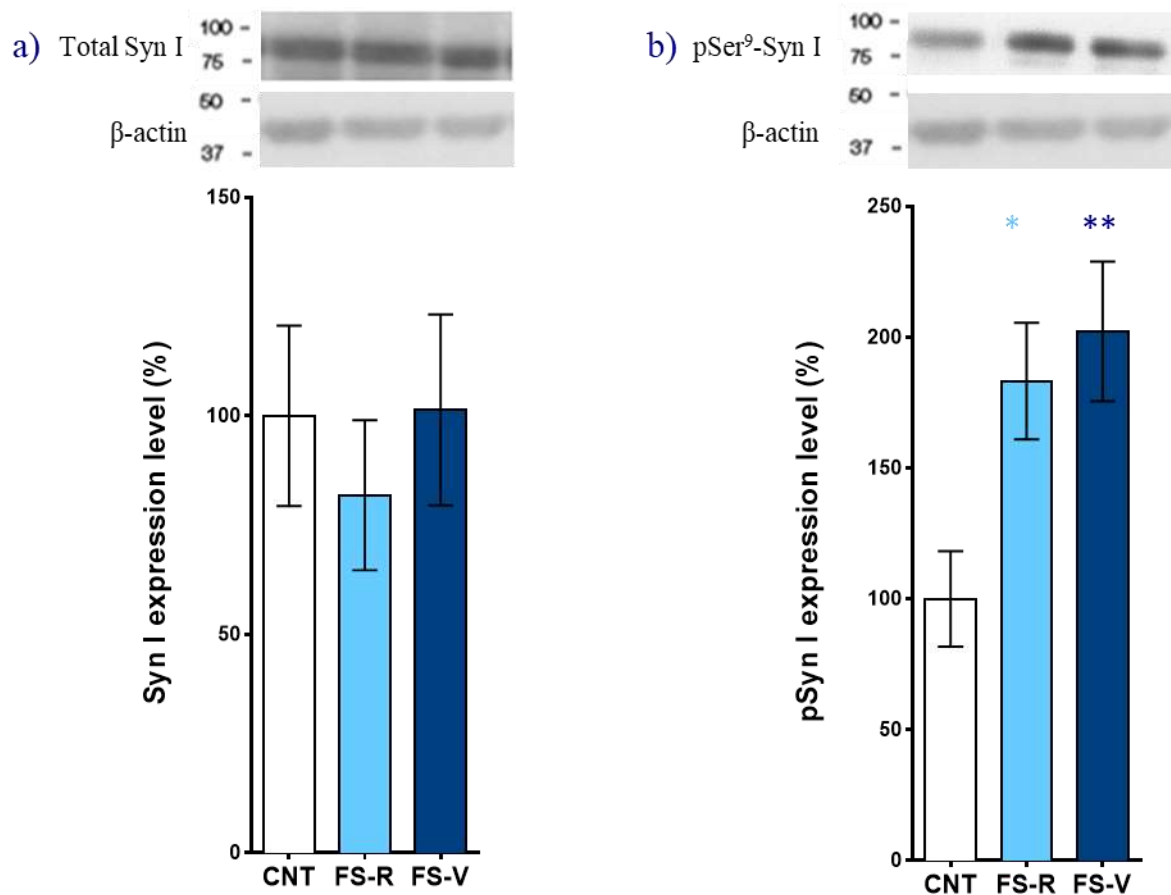 a)
Total Syn I
100 -
75 -
50 -
β-actin
37 -
150
100
50
0
Syn I expression level (%)
CNT FS-R FS-V
b)
pSer⁹-Syn I
100 -
75 -
50 -
β-actin
37 -
250
* **
200
150
100
50
0
pSyn I expression level (%)
CNT FS-R FS-V